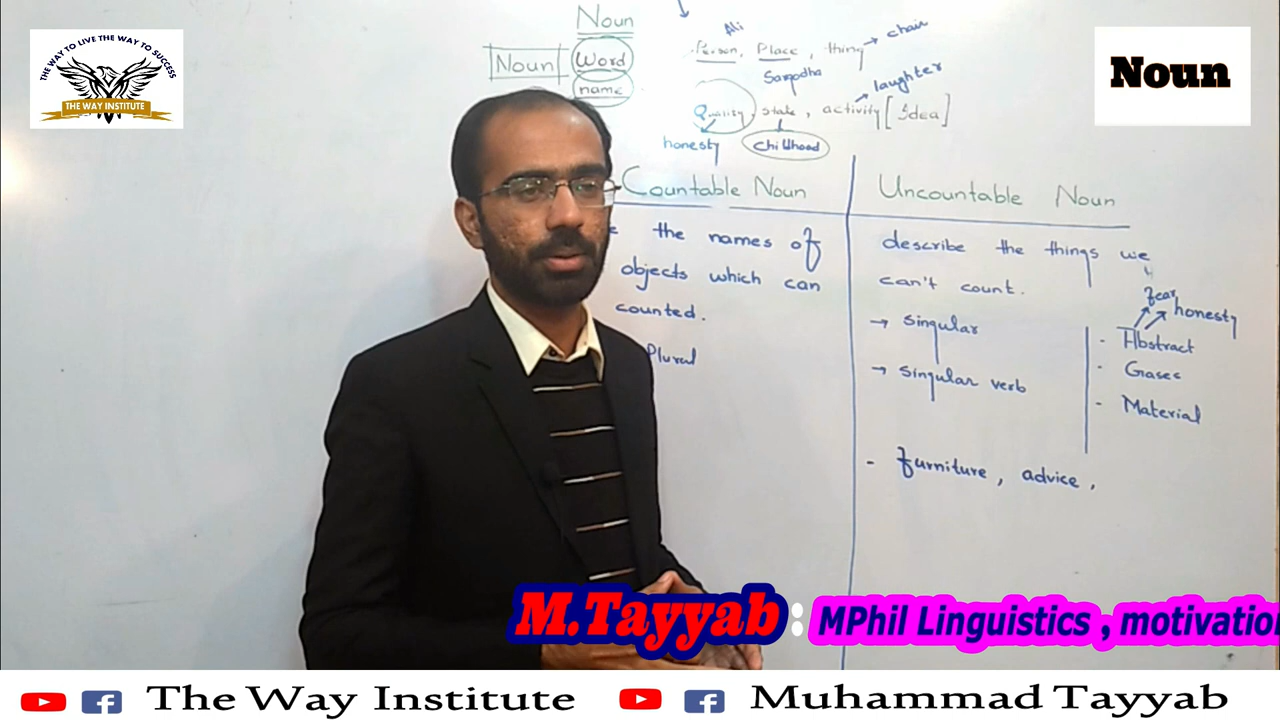 THE WAY TO LIVE THE WAY TO SUCCESS
THE WAY INSTITUTE
Noun
Noun
Word
name
Ali
Person, Place, thing → chair
Sargodha
laughter
Quality, state, activity [Idea]
honesty
Childhood
Noun
Countable Noun
the names of
objects which can
counted.
Plural
Uncountable Noun
describe the things we
can't count.
→ Singular
→ Singular verb
fear
honesty
- Abstract
- Gases
- Material
- furniture, advice,
M.Tayyab : MPhil Linguistics , motivation
The Way Institute
Muhammad Tayyab